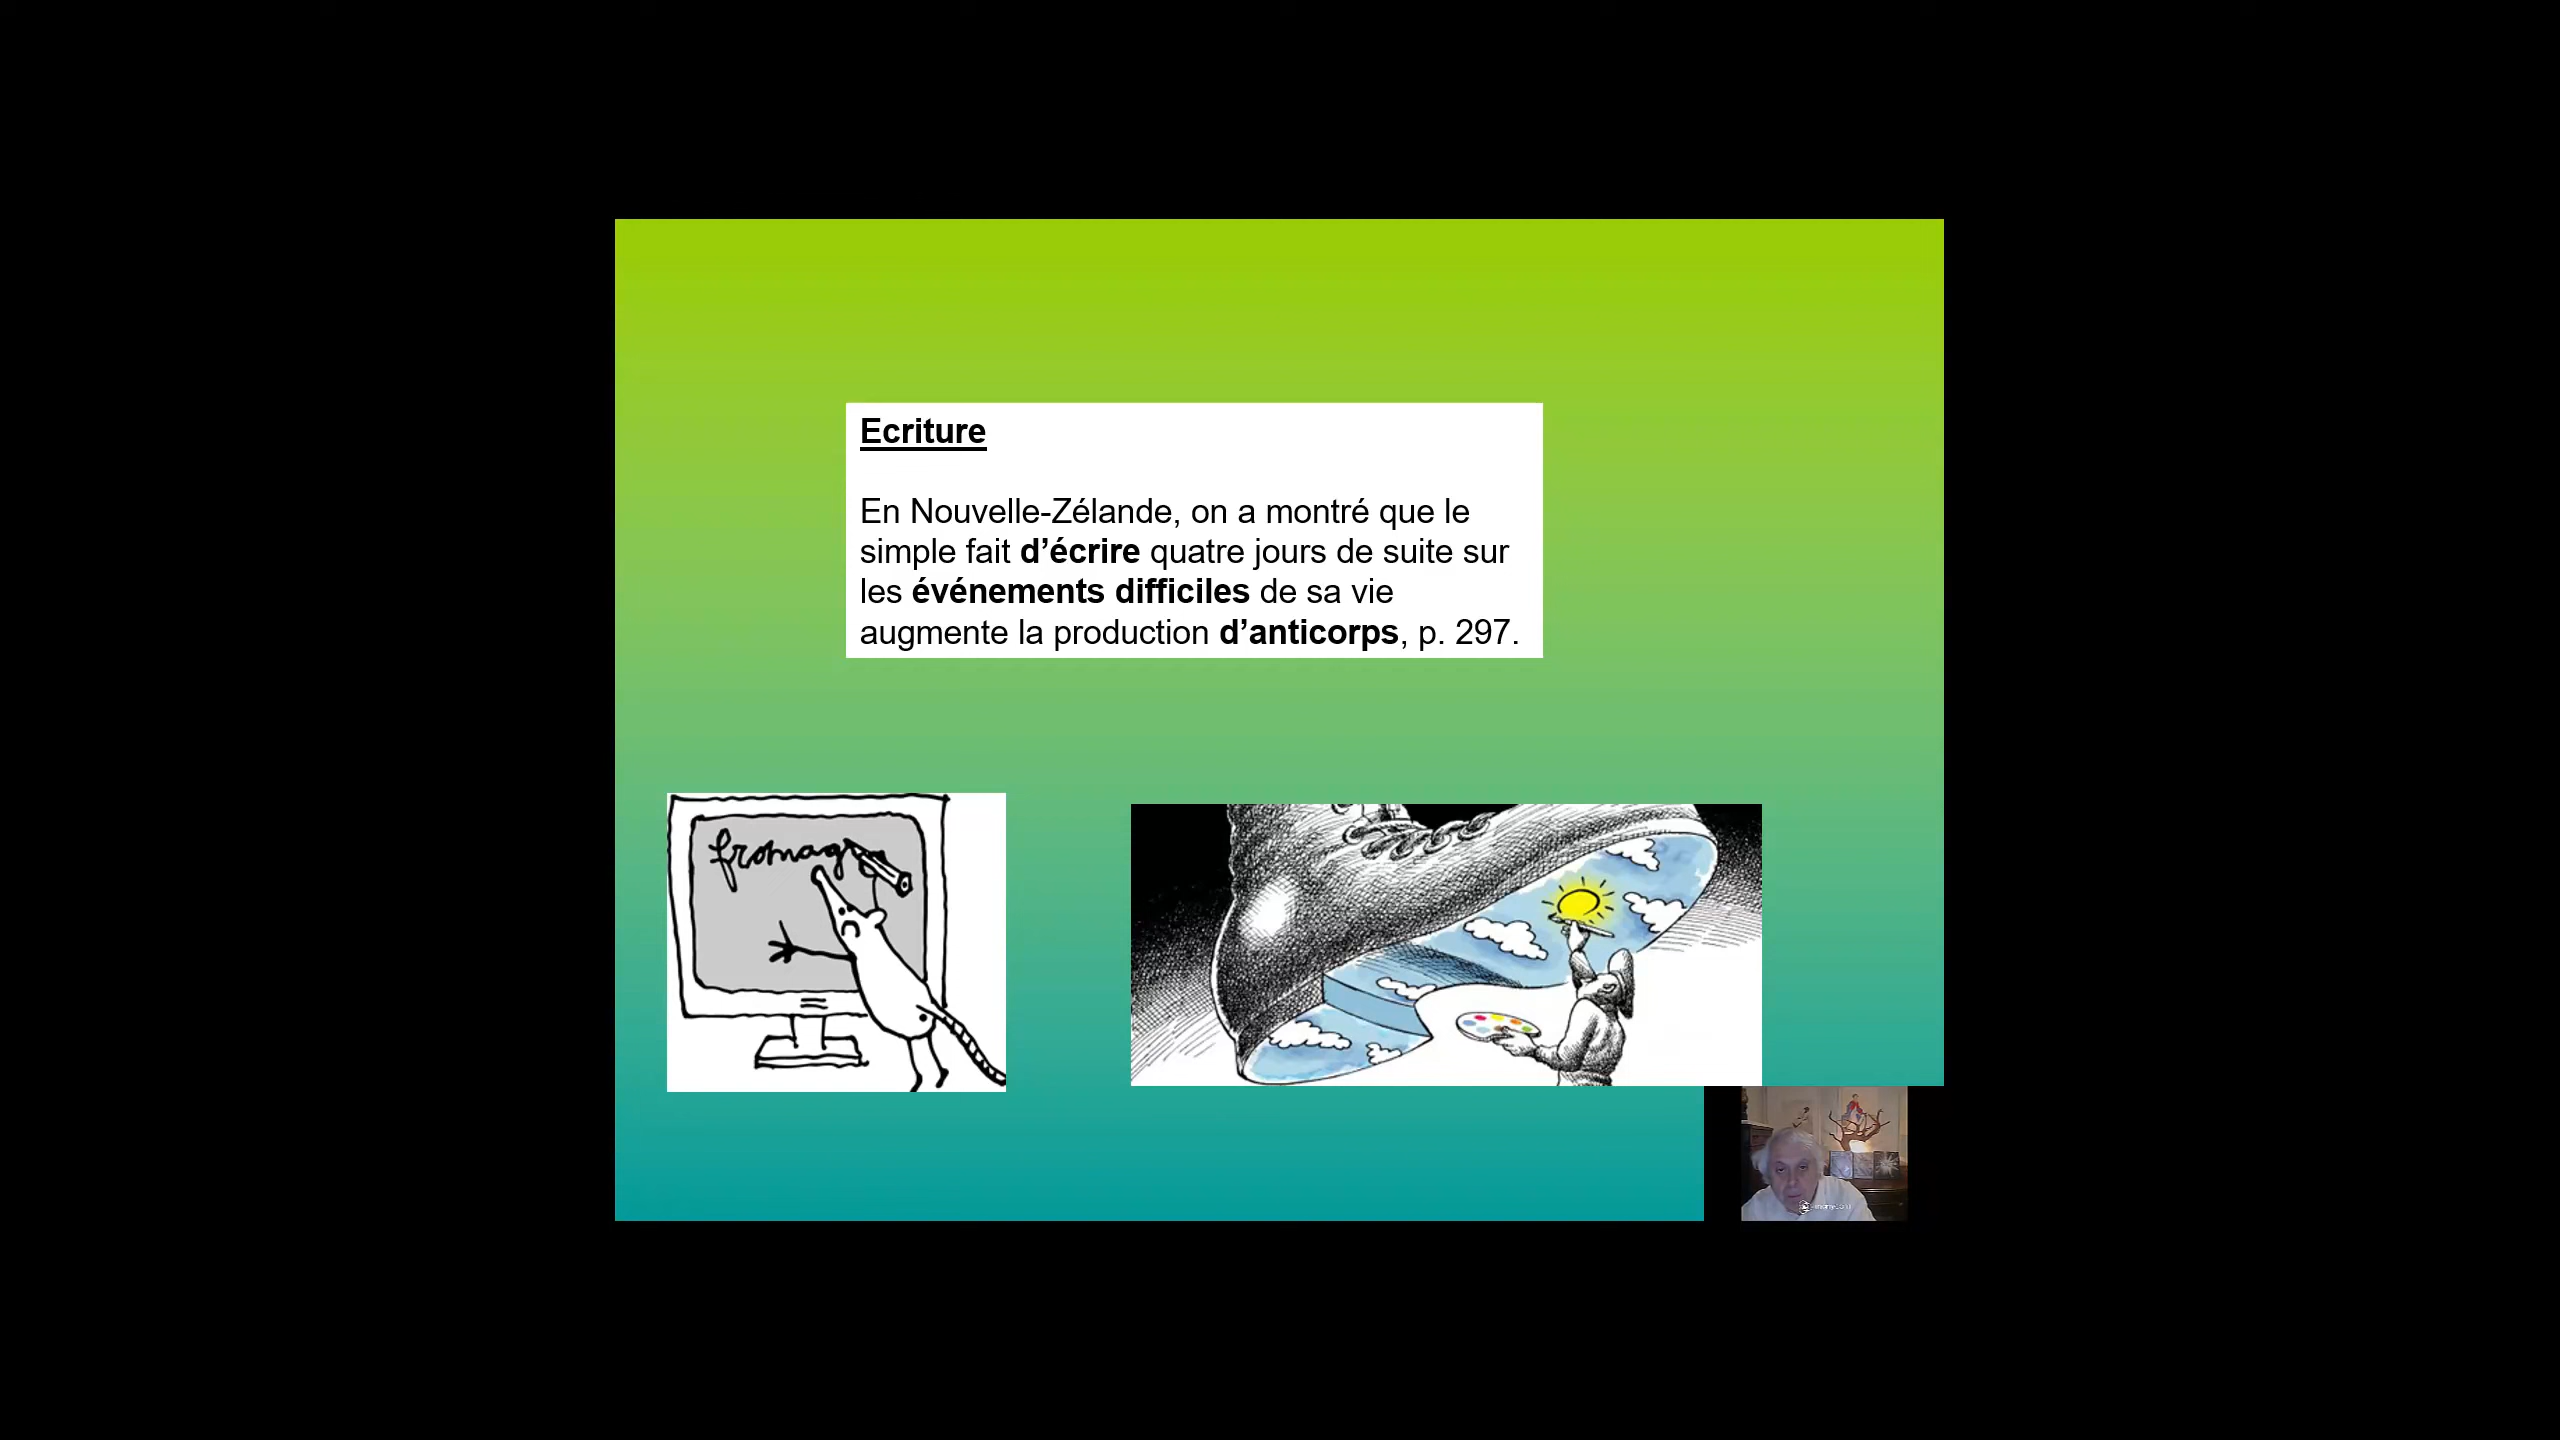 Ecriture
En Nouvelle-Zélande, on a montré que le
simple fait d’écrire quatre jours de suite sur
les événements difficiles de sa vie
augmente la production d’anticorps, p. 297.
fromag